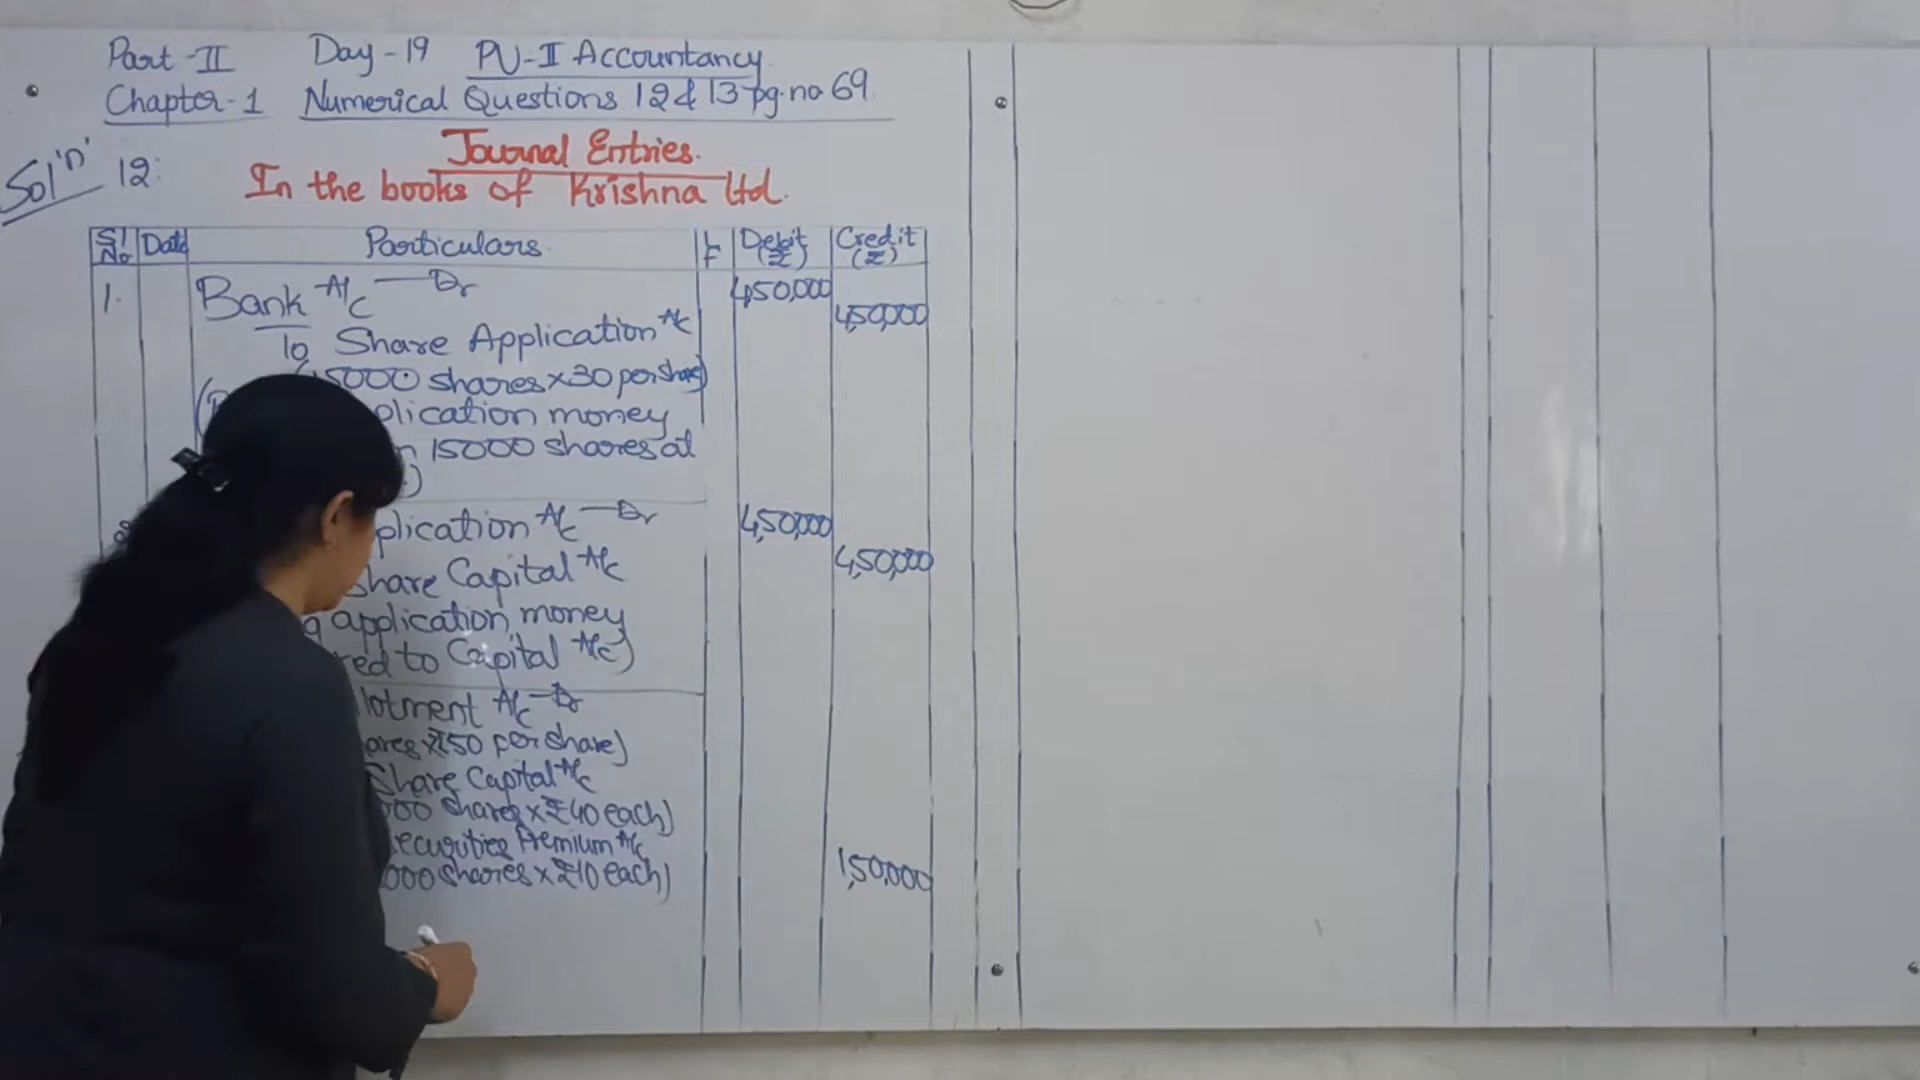 Part-II Day-19 PU-II Accountancy
Chapter-1 Numerical Questions 12 & 13 pg.no 69.
Sol'n' 12:
Journal Entries.
In the books of Krishna Ltd.
Sl No Date Particulars LF Debit (₹) Credit (₹)
1. Bank A/c Dr 4,50,000
To Share Application A/c 4,50,000
5000 shares x 30 per share)
plication money
15000 shares at
)
plication A/c Dr 4,50,000
Share Capital A/c 4,50,000
g application money
red to Capital A/c)
lotment A/c Dr
ares x ₹50 per share)
Share Capital A/c
000 shares x ₹40 each)
ecurities Premium A/c
000 shares x ₹10 each) 1,50,000